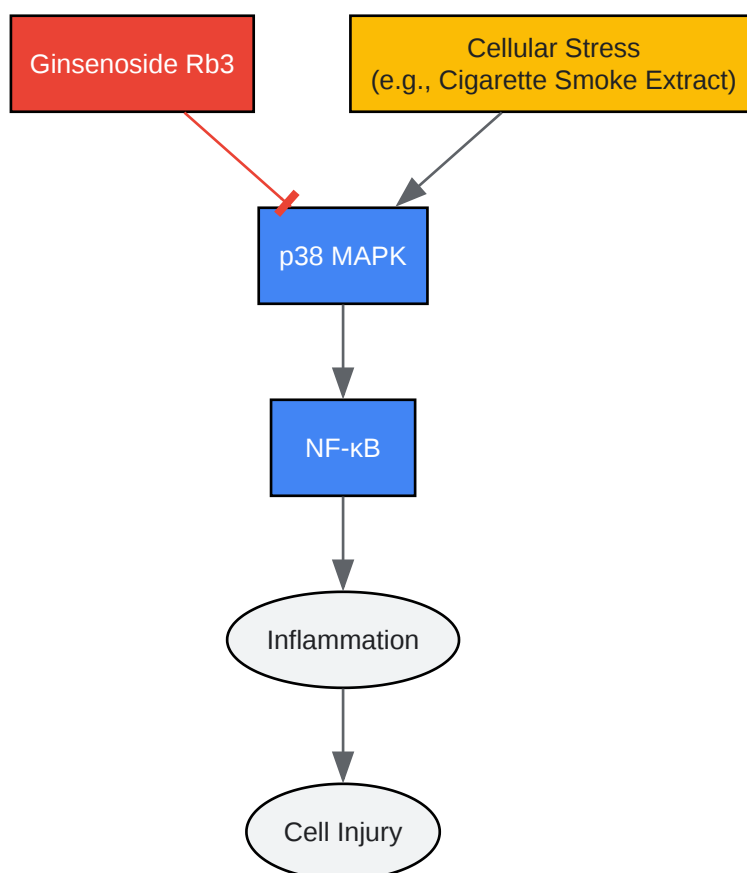 Ginsenoside Rb3
Cellular Stress
(e.g., Cigarette Smoke Extract)
p38 MAPK
NF-κB
Inflammation
Cell Injury